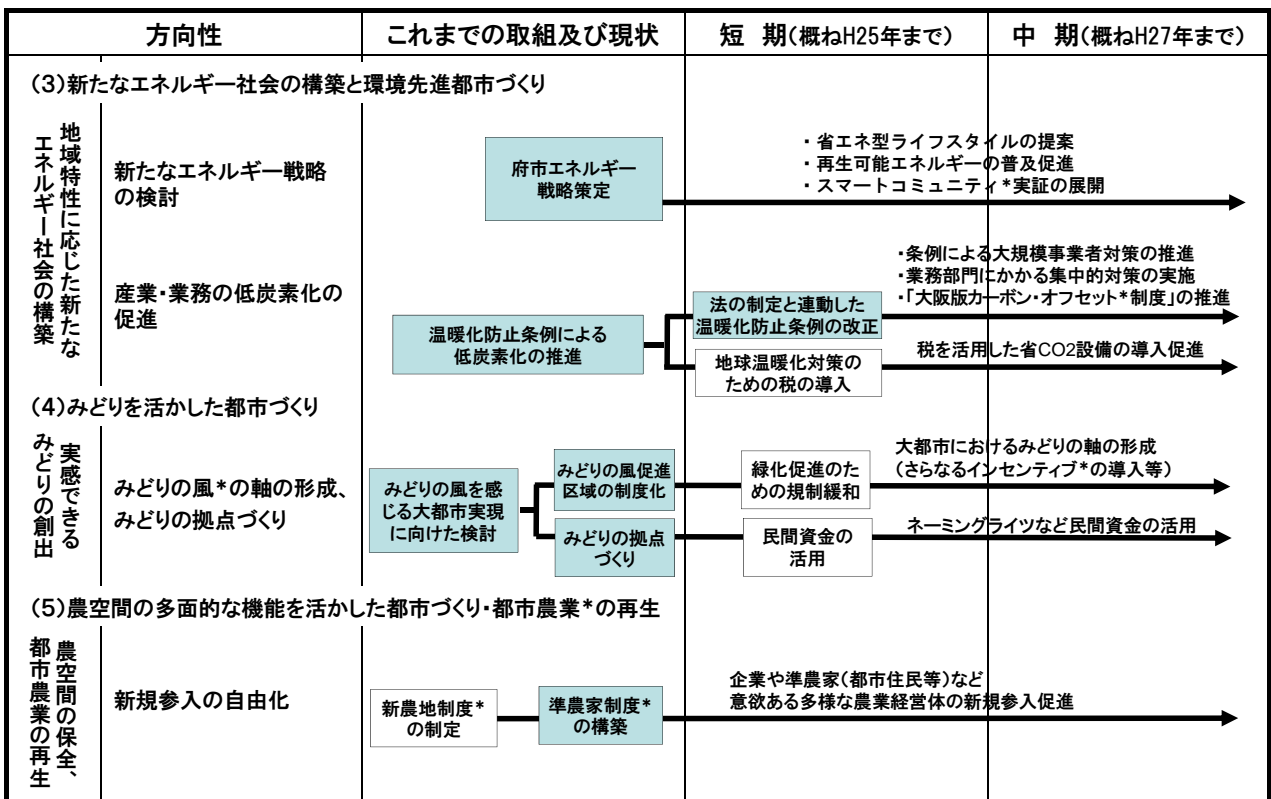 方向性
これまでの取組及び現状
短　期(概ねH25年まで)
中　期(概ねH27年まで)
(3)新たなエネルギー社会の構築と環境先進都市づくり
地域特性に応じた新たな
エネルギー社会の構築
新たなエネルギー戦略
の検討
府市エネルギー
戦略策定
・省エネ型ライフスタイルの提案
・再生可能エネルギーの普及促進
・スマートコミュニティ*実証の展開
産業・業務の低炭素化の
促進
温暖化防止条例による
低炭素化の推進
法の制定と連動した
温暖化防止条例の改正
・条例による大規模事業者対策の推進
・業務部門にかかる集中的対策の実施
・「大阪版カーボン・オフセット*制度」の推進
地球温暖化対策の
ための税の導入
税を活用した省CO2設備の導入促進
(4)みどりを活かした都市づくり
実感できる
みどりの創出
みどりの風*の軸の形成、
みどりの拠点づくり
みどりの風を感
じる大都市実現
に向けた検討
みどりの風促進
区域の制度化
緑化促進のた
めの規制緩和
大都市におけるみどりの軸の形成
(さらなるインセンティブ*の導入等)
みどりの拠点
づくり
民間資金の
活用
ネーミングライツなど民間資金の活用
(5)農空間の多面的な機能を活かした都市づくり・都市農業*の再生
農空間の保全、
都市農業の再生
新規参入の自由化
新農地制度*
の制定
準農家制度*
の構築
企業や準農家(都市住民等)など
意欲ある多様な農業経営体の新規参入促進